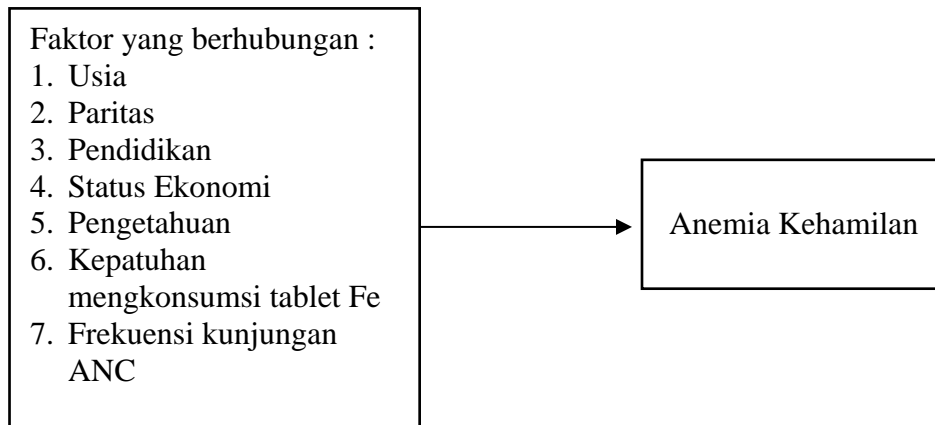 Faktor yang berhubungan :
1. Usia
2. Paritas
3. Pendidikan
4. Status Ekonomi
5. Pengetahuan
6. Kepatuhan
mengkonsumsi tablet Fe
7. Frekuensi kunjungan
ANC
Anemia Kehamilan